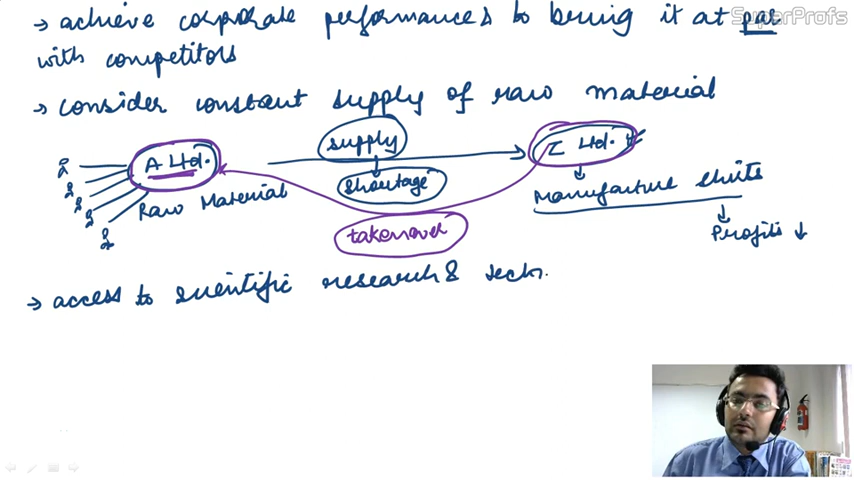 → achieve corporate performances to bring it at par
SuperProfs
with competitors
→ consider constant supply of raw material
A Ltd. supply Z Ltd.
Raw Material shortage Manufacture shirts
takeover Profits ↓
→ access to scientific research & tech.